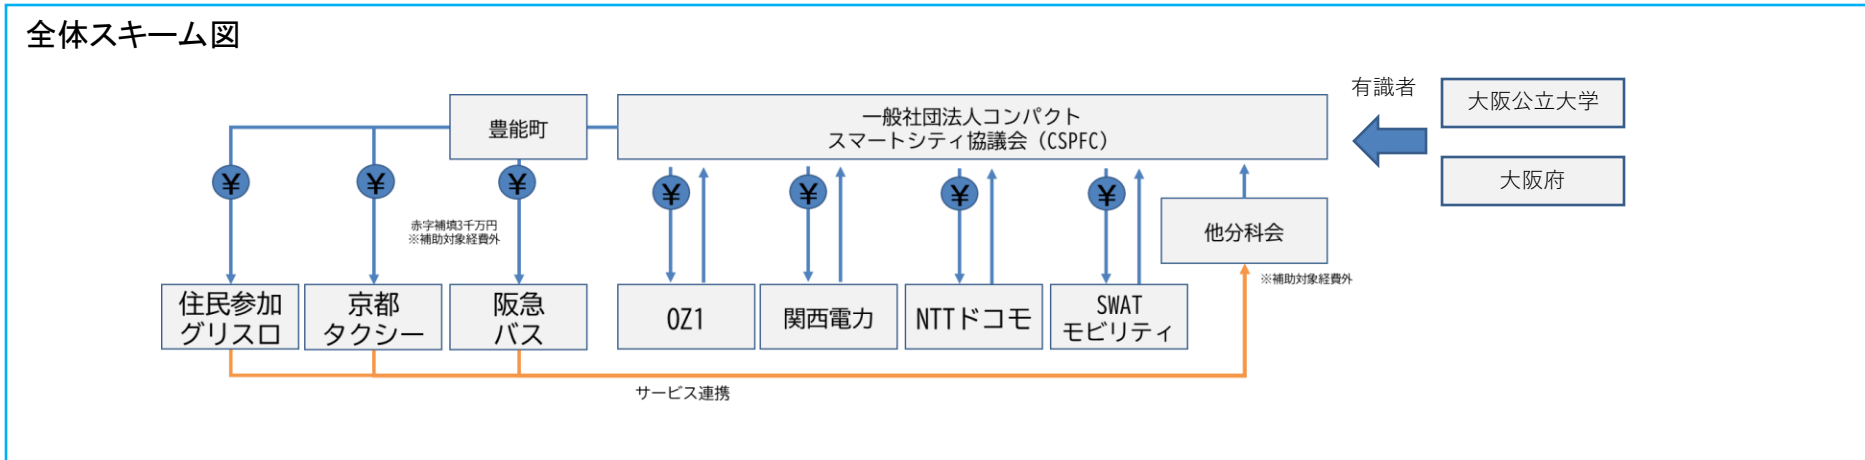 全体スキーム図
有識者
大阪公立大学
大阪府
豊能町
一般社団法人コンパクト
スマートシティ協議会（CSPFC）
¥
¥
¥
¥
¥
¥
¥
赤字補填3千万円
※補助対象経費外
他分科会
※補助対象経費外
住民参加
グリスロ
京都
タクシー
阪急
バス
OZ1
関西電力
NTTドコモ
SWAT
モビリティ
サービス連携